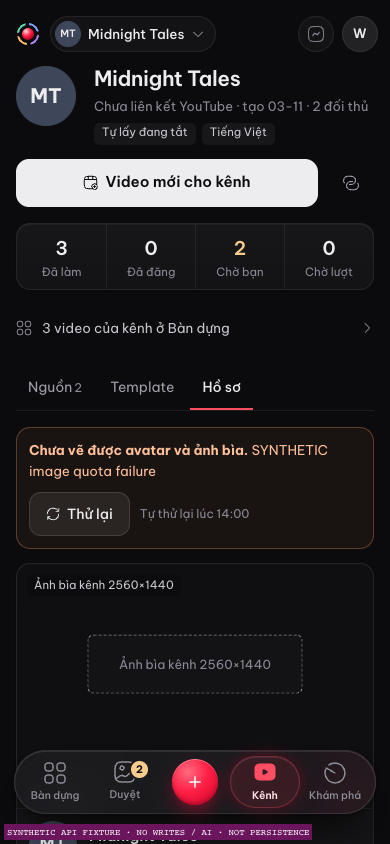 MT Midnight Tales W
MT
Midnight Tales
Chưa liên kết YouTube · tạo 03-11 · 2 đối thủ
Tự lấy đang tắt Tiếng Việt
Video mới cho kênh
3 0 2 0
Đã làm Đã đăng Chờ bạn Chờ lượt
3 video của kênh ở Bàn dựng
Nguồn 2 Template Hồ sơ
Chưa vẽ được avatar và ảnh bìa. SYNTHETIC
image quota failure
Thử lại Tự thử lại lúc 14:00
Ảnh bìa kênh 2560×1440
Ảnh bìa kênh 2560×1440
2
Bàn dựng Duyệt Kênh Khám phá
SYNTHETIC API FIXTURE · NO WRITES / AI · NOT PERSISTENCE